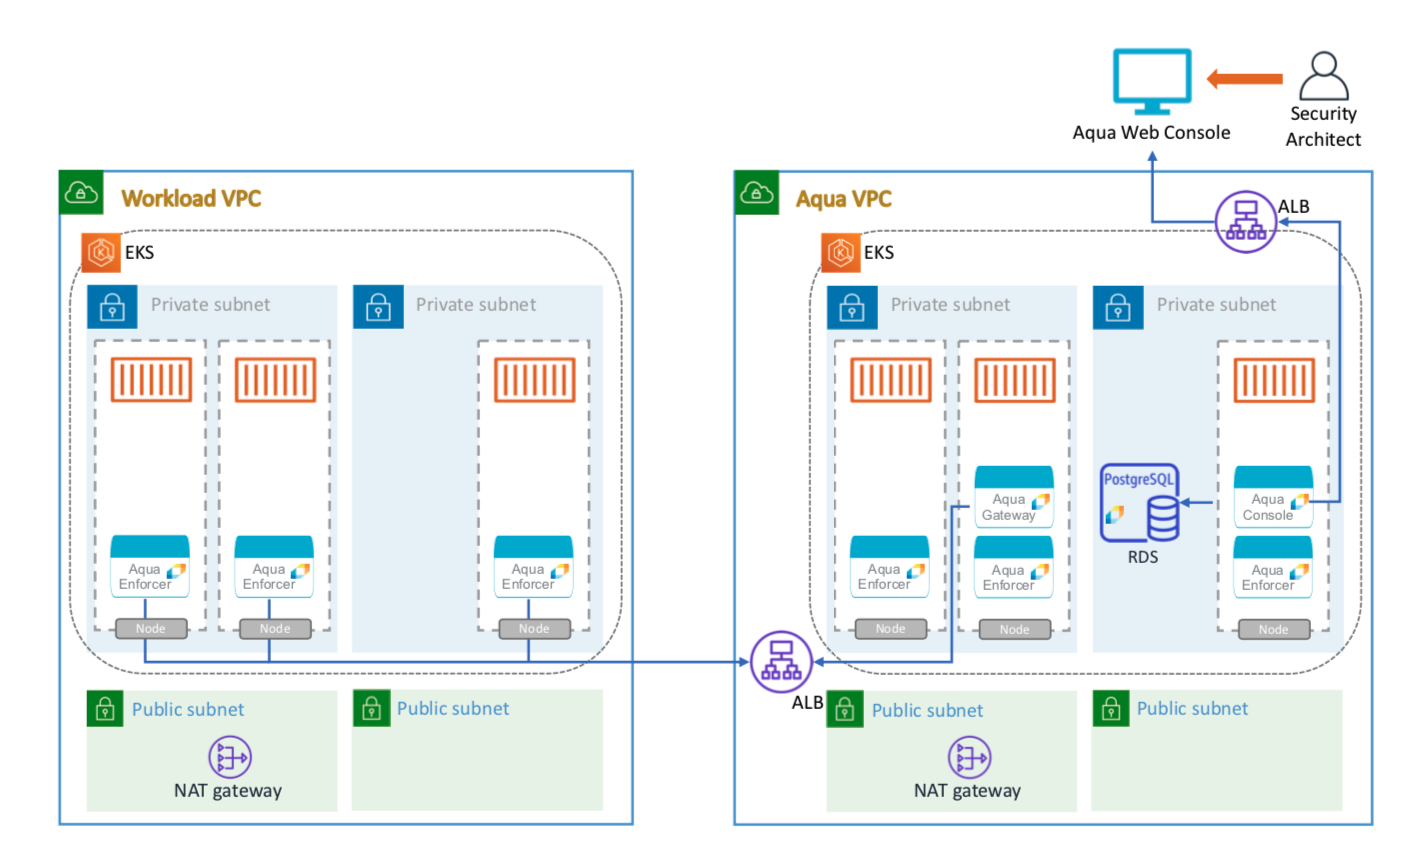 Aqua Web Console
Security
Architect
Workload VPC
EKS
Private subnet
Private subnet
Aqua
Enforcer
Aqua
Enforcer
Aqua
Enforcer
Node
Node
Node
Public subnet
Public subnet
NAT gateway
Aqua VPC
ALB
EKS
Private subnet
Private subnet
Aqua
Gateway
PostgreSQL
RDS
Aqua
Console
Aqua
Enforcer
Aqua
Enforcer
Aqua
Enforcer
Node
Node
Node
ALB
Public subnet
Public subnet
NAT gateway